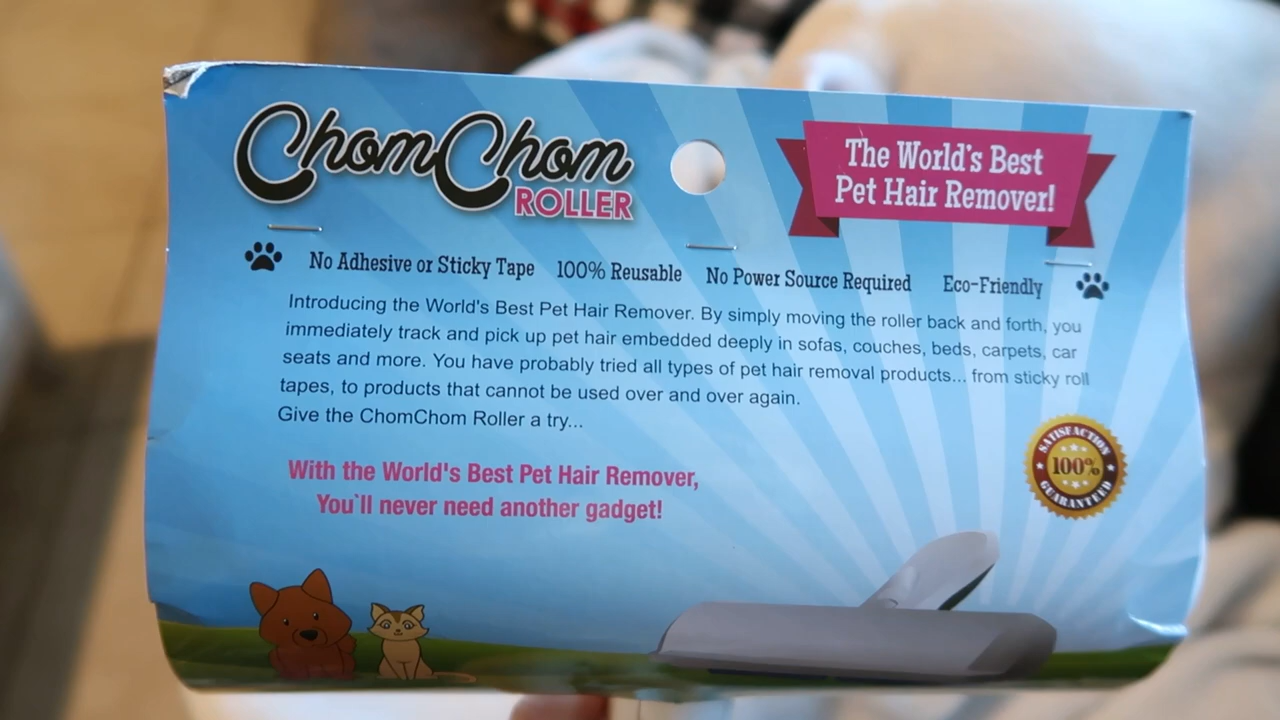 ChomChom
ROLLER
The World's Best
Pet Hair Remover!
No Adhesive or Sticky Tape 100% Reusable No Power Source Required Eco-Friendly
Introducing the World's Best Pet Hair Remover. By simply moving the roller back and forth, you
immediately track and pick up pet hair embedded deeply in sofas, couches, beds, carpets, car
seats and more. You have probably tried all types of pet hair removal products... from sticky roll
tapes, to products that cannot be used over and over again.
Give the ChomChom Roller a try...
SATISFACTION
100%
GUARANTEED
With the World's Best Pet Hair Remover,
You`ll never need another gadget!